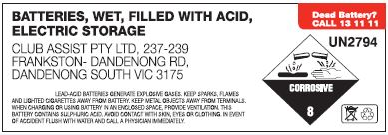 BATTERIES, WET, FILLED WITH ACID,
ELECTRIC STORAGE
CLUB ASSIST PTY LTD, 237-239
FRANKSTON- DANDENONG RD,
DANDENONG SOUTH VIC 3175
LEAD-ACID BATTERIES GENERATE EXPLOSIVE GASES. KEEP SPARKS, FLAMES
AND LIGHTED CIGARETTES AWAY FROM BATTERY. KEEP METAL OBJECTS AWAY FROM TERMINALS.
WHEN CHARGING OR USING BATTERY IN AN ENCLOSED SPACE, PROVIDE VENTILATION. THIS
BATTERY CONTAINS SULPHURIC ACID. AVOID CONTACT WITH SKIN, EYES OR CLOTHING. IN EVENT
OF ACCIDENT FLUSH WITH WATER AND CALL A PHYSICIAN IMMEDIATELY.
Dead Battery?
CALL 13 11 11
UN2794
CORROSIVE
8